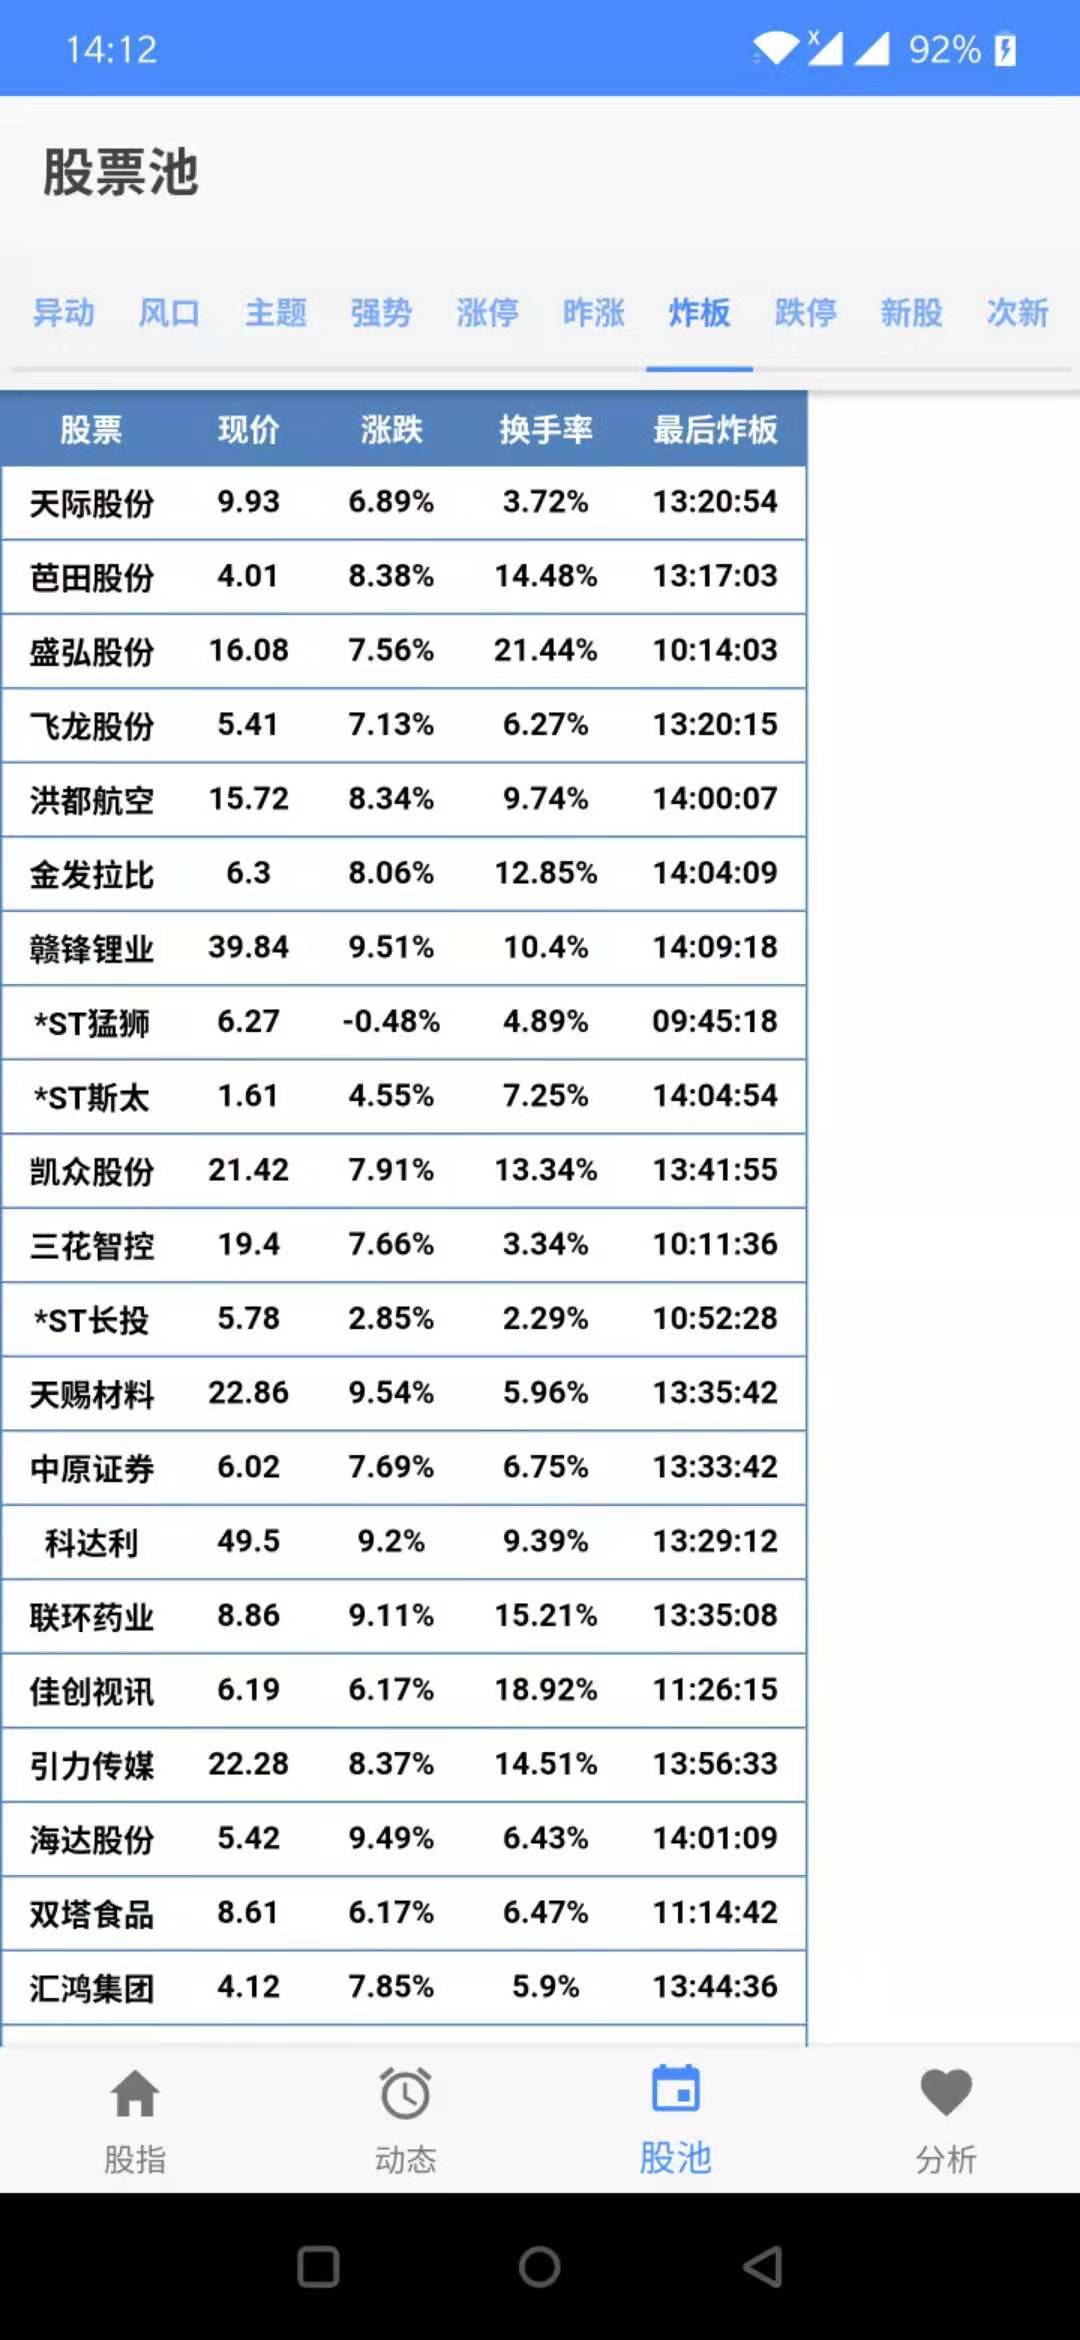 14:12 x 92%
股票池
异动 风口 主题 强势 涨停 昨涨 炸板 跌停 新股 次新
股票 现价 涨跌 换手率 最后炸板
天际股份 9.93 6.89% 3.72% 13:20:54
芭田股份 4.01 8.38% 14.48% 13:17:03
盛弘股份 16.08 7.56% 21.44% 10:14:03
飞龙股份 5.41 7.13% 6.27% 13:20:15
洪都航空 15.72 8.34% 9.74% 14:00:07
金发拉比 6.3 8.06% 12.85% 14:04:09
赣锋锂业 39.84 9.51% 10.4% 14:09:18
*ST猛狮 6.27 -0.48% 4.89% 09:45:18
*ST斯太 1.61 4.55% 7.25% 14:04:54
凯众股份 21.42 7.91% 13.34% 13:41:55
三花智控 19.4 7.66% 3.34% 10:11:36
*ST长投 5.78 2.85% 2.29% 10:52:28
天赐材料 22.86 9.54% 5.96% 13:35:42
中原证券 6.02 7.69% 6.75% 13:33:42
科达利 49.5 9.2% 9.39% 13:29:12
联环药业 8.86 9.11% 15.21% 13:35:08
佳创视讯 6.19 6.17% 18.92% 11:26:15
引力传媒 22.28 8.37% 14.51% 13:56:33
海达股份 5.42 9.49% 6.43% 14:01:09
双塔食品 8.61 6.17% 6.47% 11:14:42
汇鸿集团 4.12 7.85% 5.9% 13:44:36
股指 动态 股池 分析